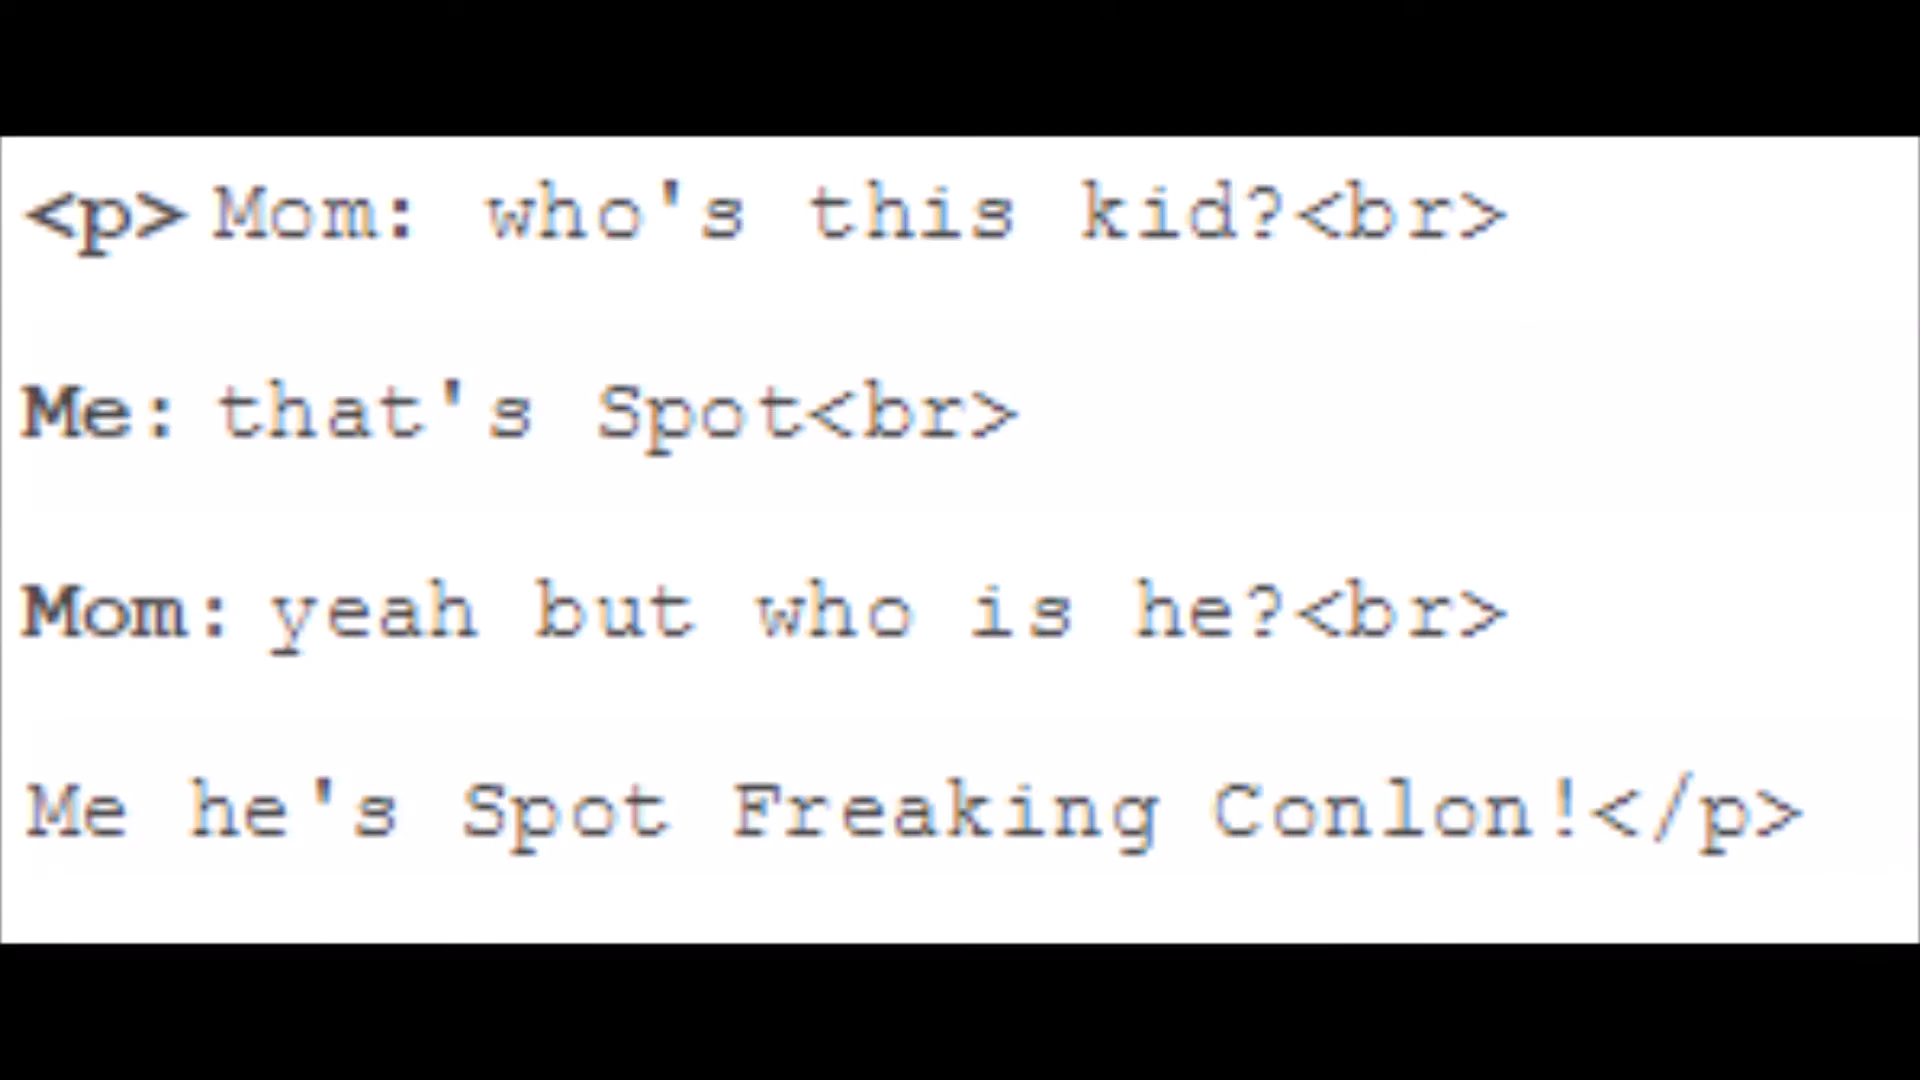 <p> Mom: who's this kid?<br>
Me: that's Spot<br>
Mom: yeah but who is he?<br>
Me he's Spot Freaking Conlon!</p>